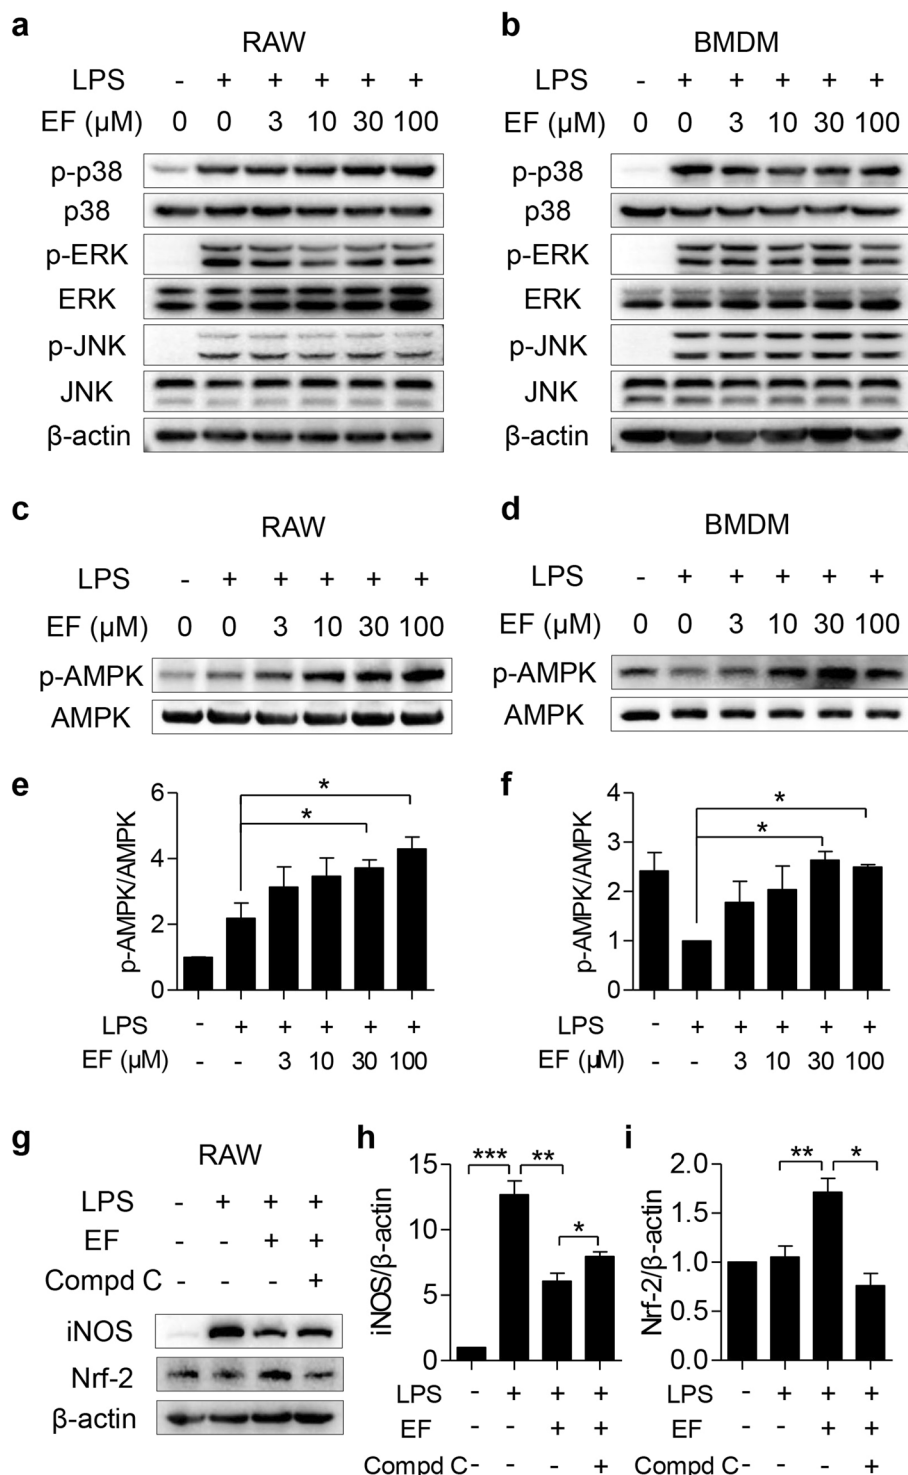 a
RAW
LPS - + + + + +
EF (µM) 0 0 3 10 30 100
p-p38
p38
p-ERK
ERK
p-JNK
JNK
β-actin
b
BMDM
LPS - + + + + +
EF (µM) 0 0 3 10 30 100
p-p38
p38
p-ERK
ERK
p-JNK
JNK
β-actin
c
RAW
LPS - + + + + +
EF (µM) 0 0 3 10 30 100
p-AMPK
AMPK
d
BMDM
LPS - + + + + +
EF (µM) 0 0 3 10 30 100
p-AMPK
AMPK
e
p-AMPK/AMPK
6
4
2
0
*
*
LPS - + + + + +
EF (µM) - - 3 10 30 100
f
p-AMPK/AMPK
4
3
2
1
0
*
*
LPS - + + + + +
EF (µM) - - 3 10 30 100
g
RAW
LPS - + + +
EF - - + +
Compd C - - - +
iNOS
Nrf-2
β-actin
h
iNOS/β-actin
15
10
5
0
*** **
*
LPS - + + +
EF - - + +
Compd C - - - +
i
Nrf-2/β-actin
2.0
1.5
1.0
0.5
0.0
** *
LPS - + + +
EF - - + +
Compd C - - - +